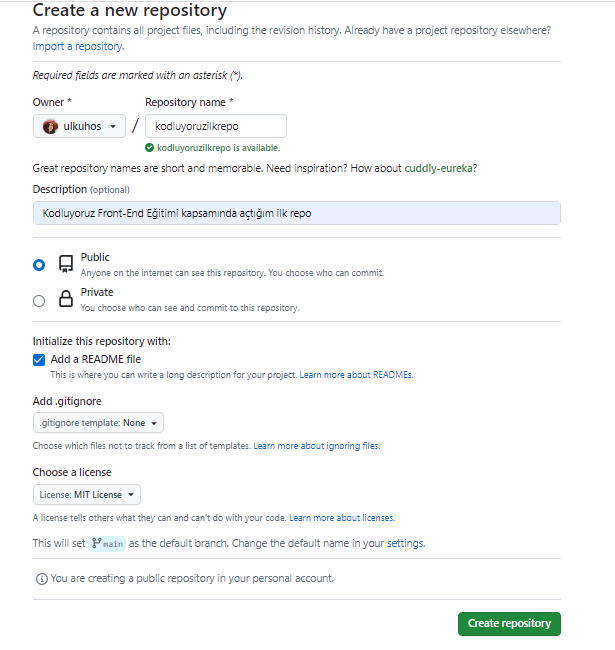 Create a new repository
A repository contains all project files, including the revision history. Already have a project repository elsewhere?
Import a repository.
Required fields are marked with an asterisk (*).
Owner * Repository name *
ulkuhos / kodluyoruzilkrepo
kodluyoruzilkrepo is available.
Great repository names are short and memorable. Need inspiration? How about cuddly-eureka?
Description (optional)
Kodluyoruz Front-End Eğitimi kapsamında açtığım ilk repo
Public
Anyone on the internet can see this repository. You choose who can commit.
Private
You choose who can see and commit to this repository.
Initialize this repository with:
Add a README file
This is where you can write a long description for your project. Learn more about READMEs.
Add .gitignore
.gitignore template: None
Choose which files not to track from a list of templates. Learn more about ignoring files.
Choose a license
License: MIT License
A license tells others what they can and can't do with your code. Learn more about licenses.
This will set main as the default branch. Change the default name in your settings.
You are creating a public repository in your personal account.
Create repository